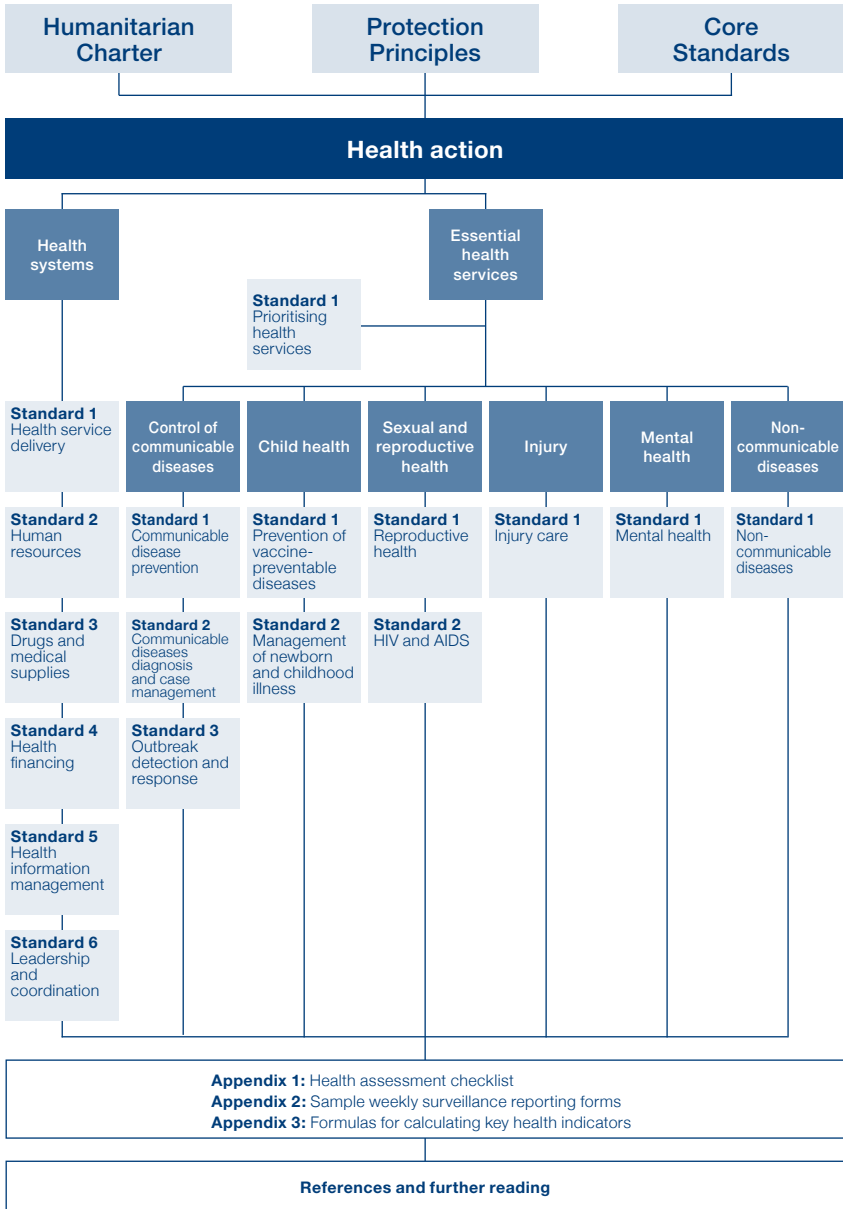 Humanitarian
Charter
Protection
Principles
Core
Standards
Health action
Health
systems
Essential
health
services
Standard 1
Prioritising
health
services
Standard 1
Health service
delivery
Control of
communicable
diseases
Child health
Sexual and
reproductive
health
Injury
Mental
health
Non-
communicable
diseases
Standard 2
Human
resources
Standard 1
Communicable
disease
prevention
Standard 1
Prevention of
vaccine-
preventable
diseases
Standard 1
Reproductive
health
Standard 1
Injury care
Standard 1
Mental health
Standard 1
Non-
communicable
diseases
Standard 3
Drugs and
medical
supplies
Standard 2
Communicable
diseases
diagnosis
and case
management
Standard 2
Management
of newborn
and childhood
illness
Standard 2
HIV and AIDS
Standard 4
Health
financing
Standard 3
Outbreak
detection and
response
Standard 5
Health
information
management
Standard 6
Leadership
and
coordination
Appendix 1: Health assessment checklist
Appendix 2: Sample weekly surveillance reporting forms
Appendix 3: Formulas for calculating key health indicators
References and further reading